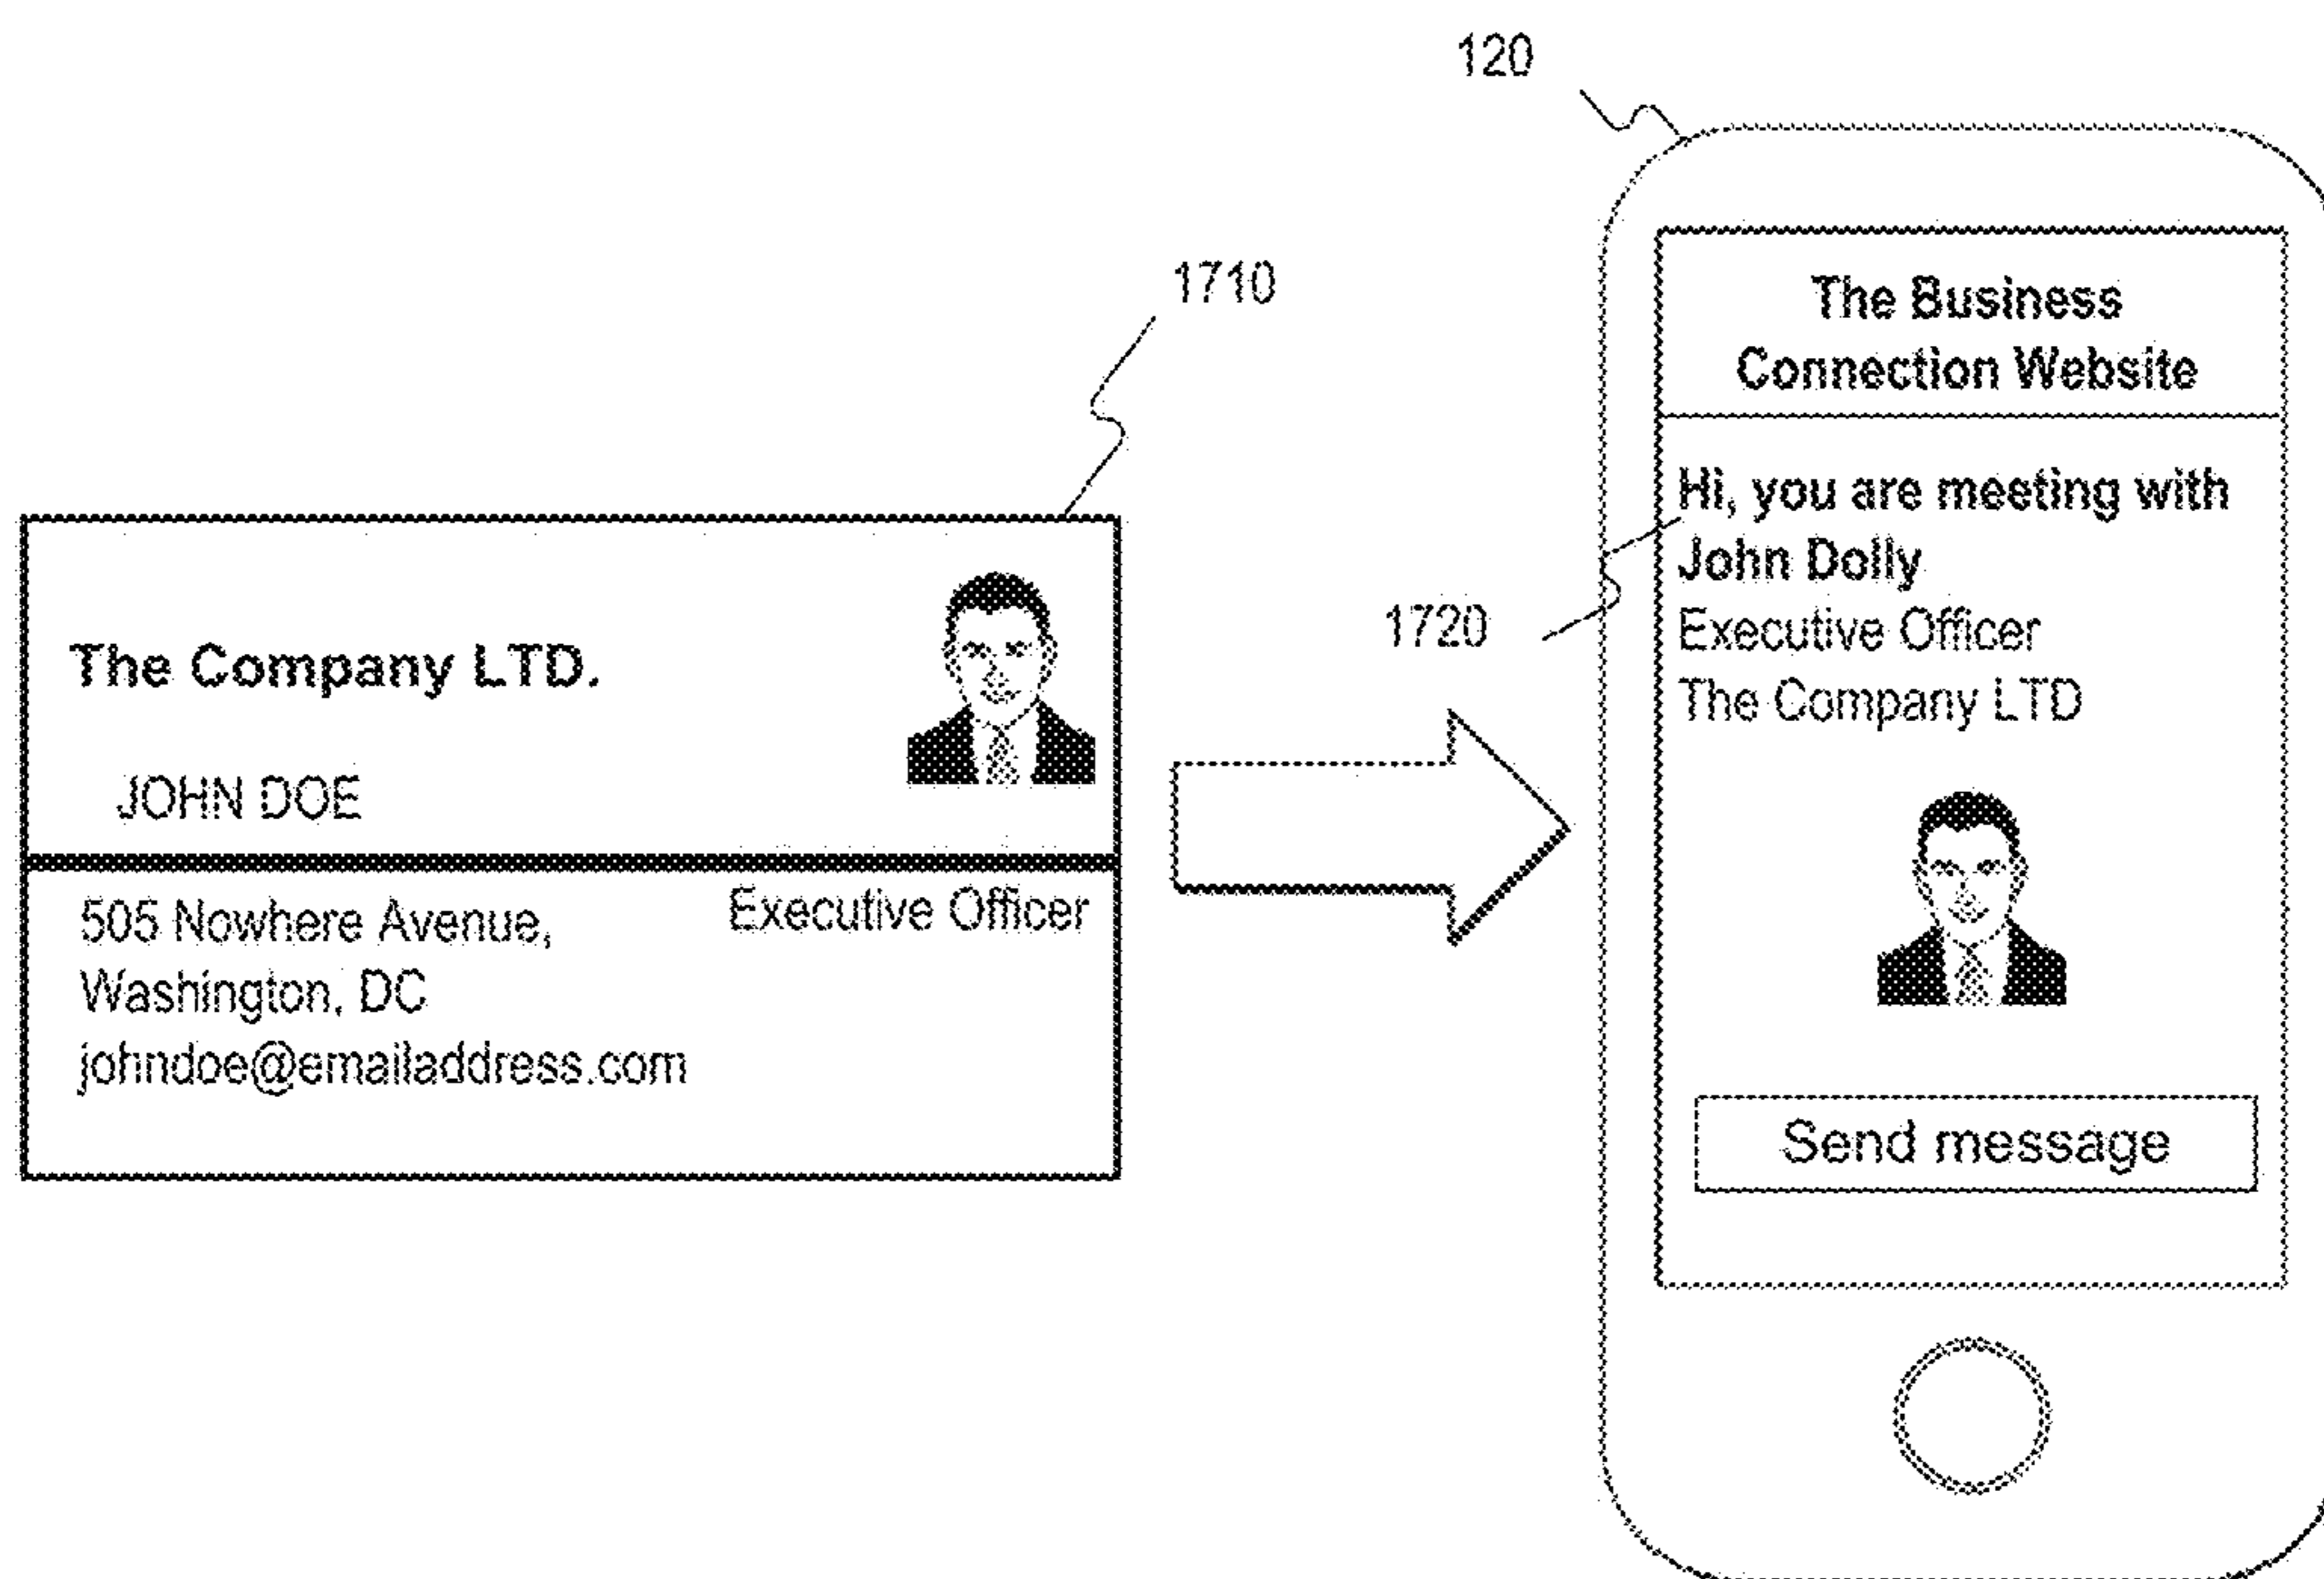 120
1710
The Business
Connection Website
Hi, you are meeting with
John Dolly
Executive Officer
The Company LTD
1720
The Company LTD.
JOHN DOE
505 Nowhere Avenue,
Executive Officer
Washington, DC
johndoe@emailaddress.com
Send message